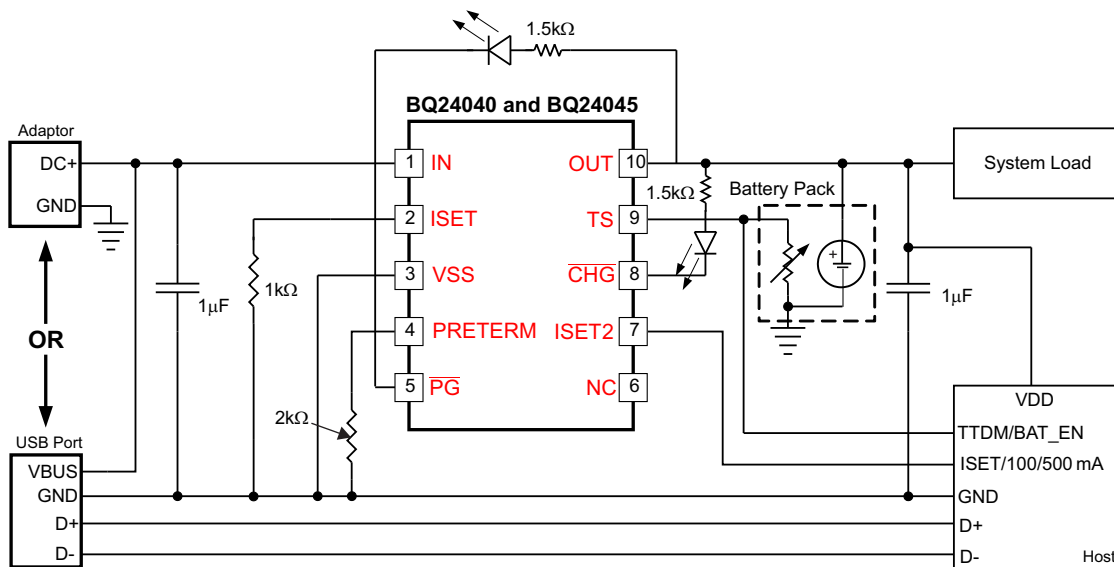 1.5kΩ
BQ24040 and BQ24045
Adaptor
DC+
GND
1 IN
2 ISET
3 VSS
4 PRETERM
5 PG
OUT 10
TS 9
CHG 8
ISET2 7
NC 6
1.5kΩ
Battery Pack
+
System Load
1μF
1kΩ
2kΩ
1μF
OR
USB Port
VBUS
GND
D+
D-
VDD
TTDM/BAT_EN
ISET/100/500 mA
GND
D+
D-
Host